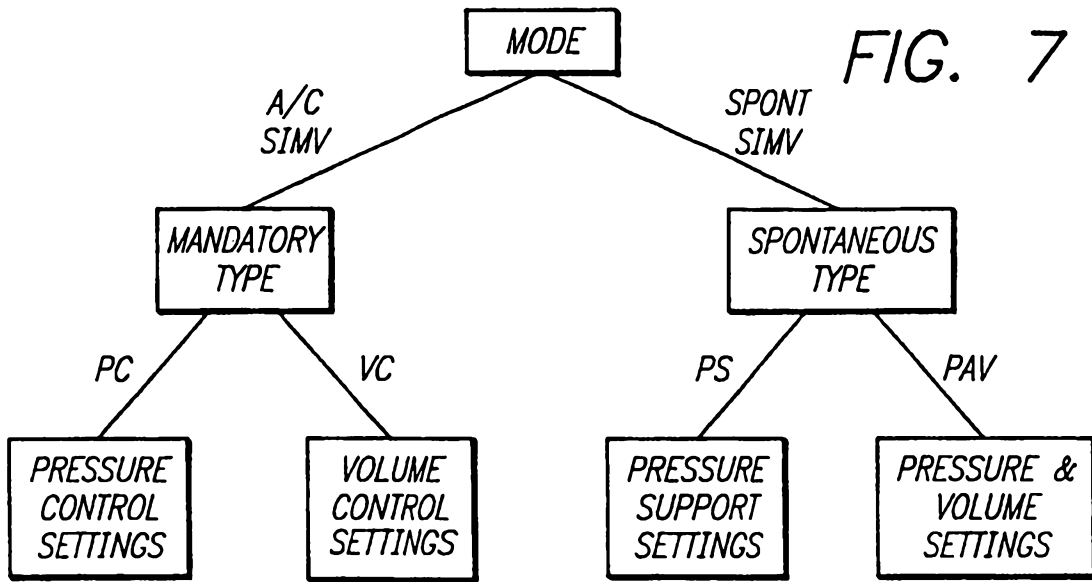 MODE
FIG. 7
A/C
SIMV
SPONT
SIMV
MANDATORY
TYPE
SPONTANEOUS
TYPE
PC
VC
PS
PAV
PRESSURE
CONTROL
SETTINGS
VOLUME
CONTROL
SETTINGS
PRESSURE
SUPPORT
SETTINGS
PRESSURE &
VOLUME
SETTINGS